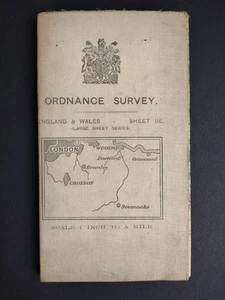 ORDNANCE SURVEY.
ENGLAND & WALES - SHEET 116.
(LARGE SHEET SERIES)
LONDON
WOOLWICH
Dartford
Gravesend
Bromley
CROYDON
Sevenoaks
SCALE 1 INCH TO A MILE